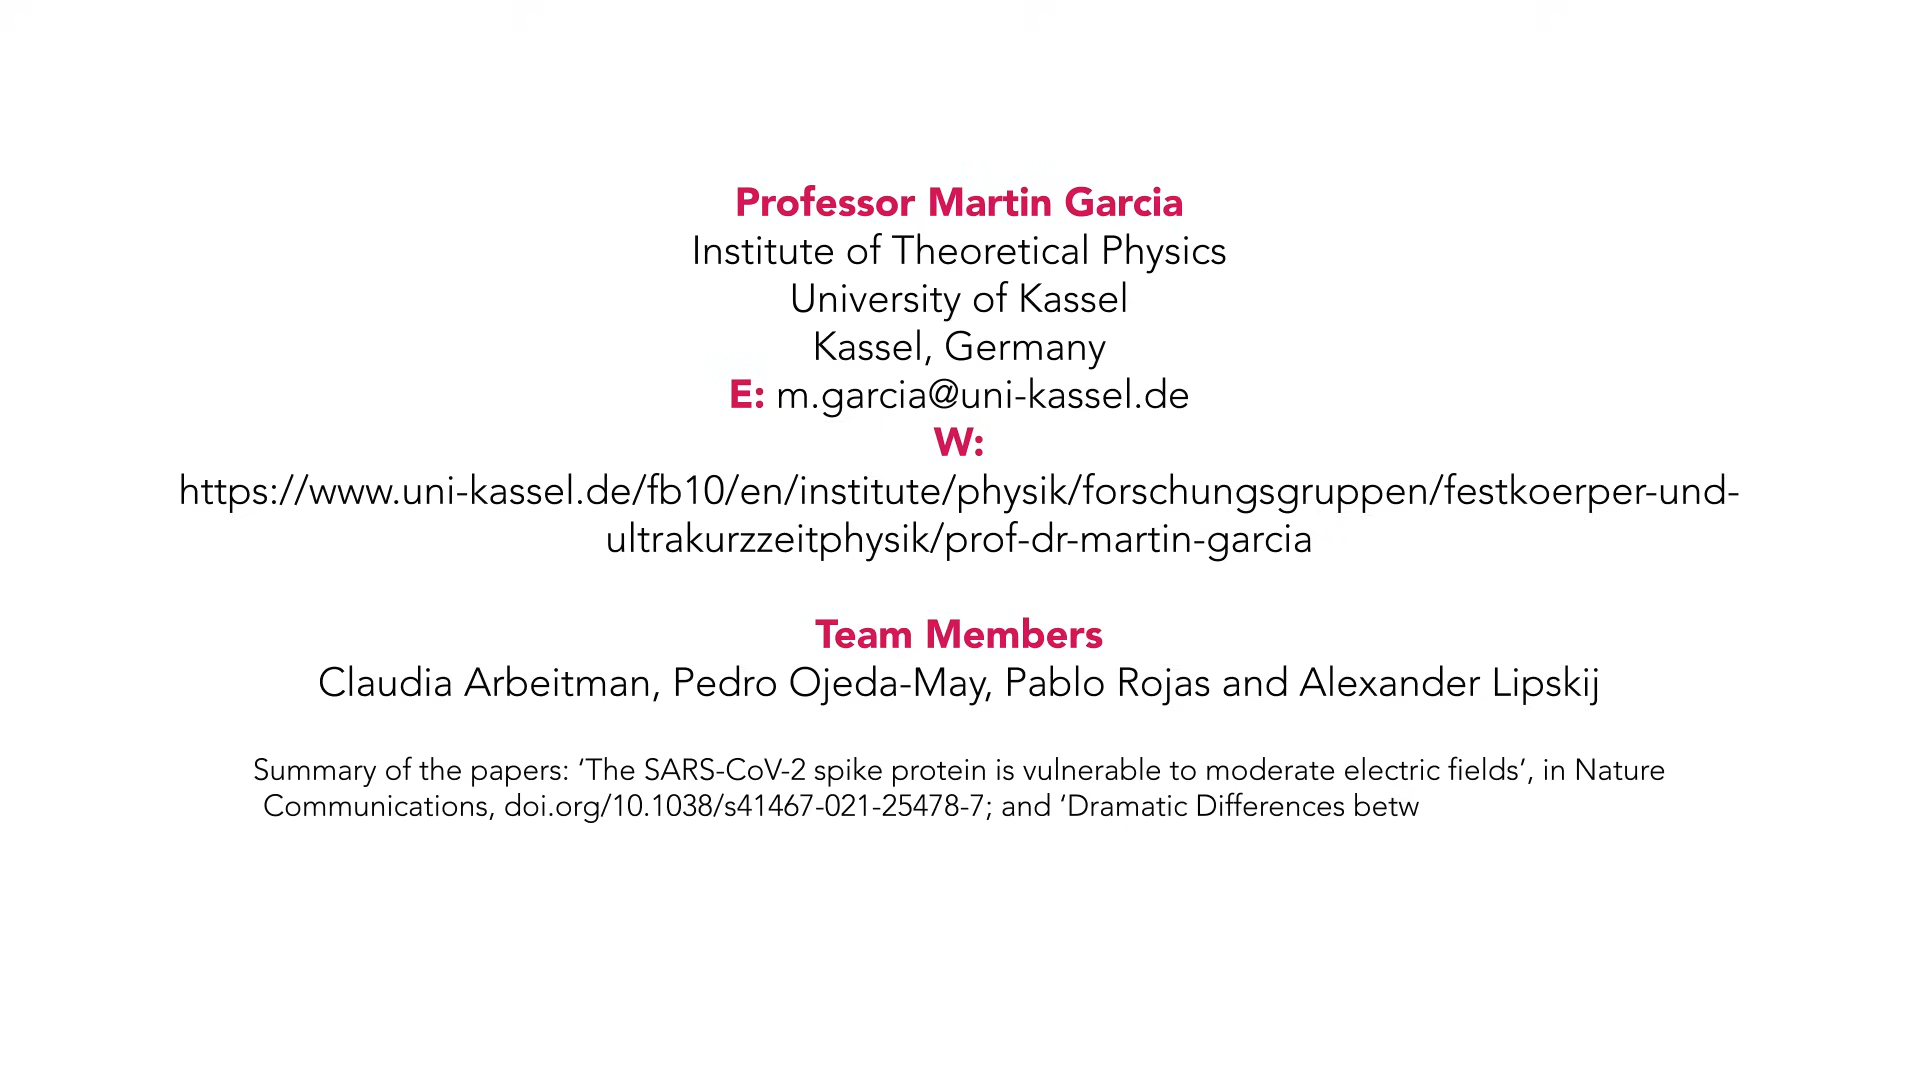 Professor Martin Garcia
Institute of Theoretical Physics
University of Kassel
Kassel, Germany
E: m.garcia@uni-kassel.de
W:
https://www.uni-kassel.de/fb10/en/institute/physik/forschungsgruppen/festkoerper-und-
ultrakurzzeitphysik/prof-dr-martin-garcia
Team Members
Claudia Arbeitman, Pedro Ojeda-May, Pablo Rojas and Alexander Lipskij
Summary of the papers: ‘The SARS-CoV-2 spike protein is vulnerable to moderate electric fields’, in Nature
Communications, doi.org/10.1038/s41467-021-25478-7; and ‘Dramatic Differences betw